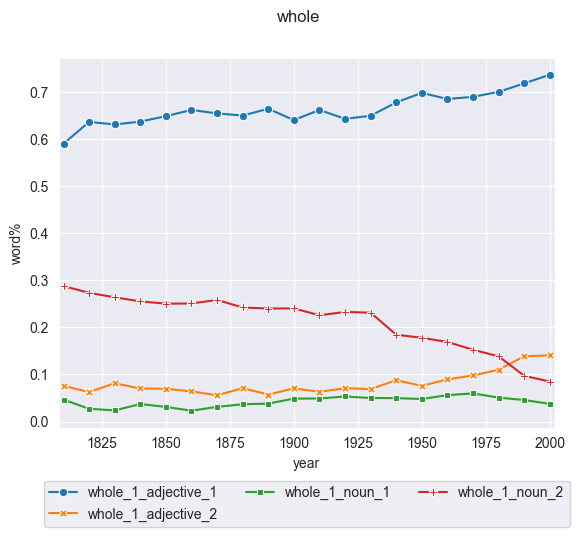 whole
0.7
0.6
0.5
0.4
0.3
0.2
0.1
0.0
word%
1825 1850 1875 1900 1925 1950 1975 2000
year
whole_1_adjective_1 whole_1_noun_1 whole_1_noun_2
whole_1_adjective_2